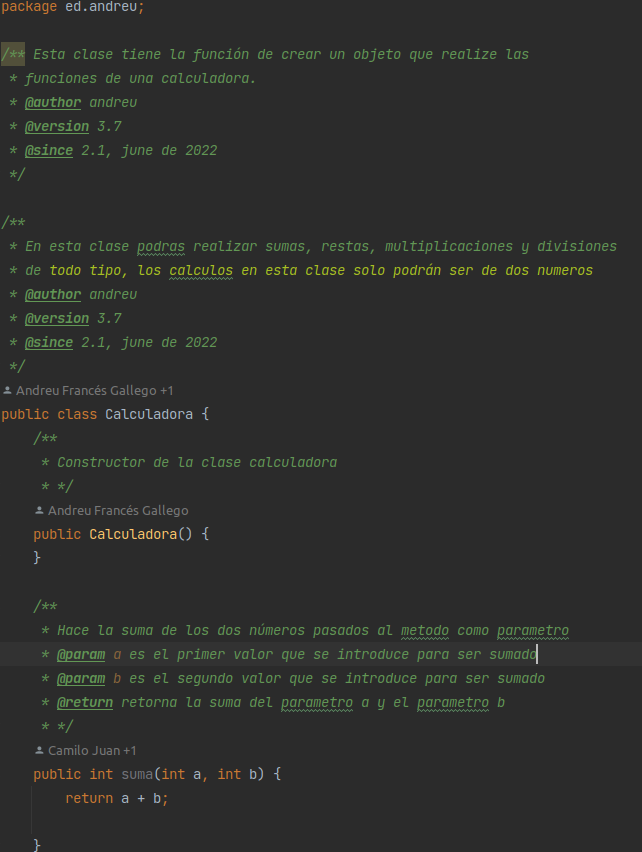 package ed.andreu;
/** Esta clase tiene la función de crear un objeto que realize las
* funciones de una calculadora.
* @author andreu
* @version 3.7
* @since 2.1, june de 2022
*/
/**
* En esta clase podras realizar sumas, restas, multiplicaciones y divisiones
* de todo tipo, los calculos en esta clase solo podrán ser de dos numeros
* @author andreu
* @version 3.7
* @since 2.1, june de 2022
*/
Andreu Francés Gallego +1
public class Calculadora {
/**
* Constructor de la clase calculadora
* */
Andreu Francés Gallego
public Calculadora() {
}
/**
* Hace la suma de los dos números pasados al metodo como parametro
* @param a es el primer valor que se introduce para ser sumado
* @param b es el segundo valor que se introduce para ser sumado
* @return retorna la suma del parametro a y el parametro b
* */
Camilo Juan +1
public int suma(int a, int b) {
return a + b;
}